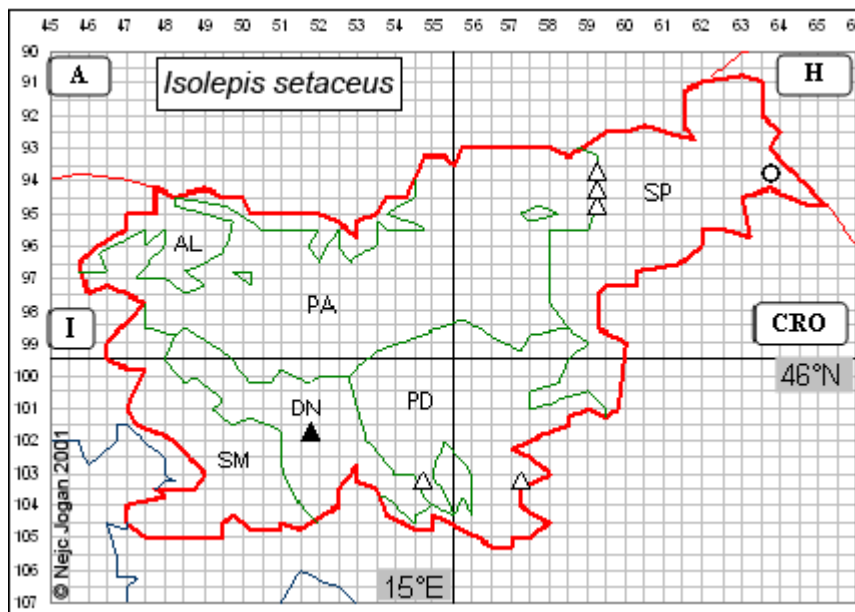 45 46 47 48 49 50 51 52 53 54 55 56 57 58 59 60 61 62 63 64 65 66
90
91
92
93
94
95
96
97
98
99
100
101
102
103
104
105
106
107
A
Isolepis setaceus
H
SP
AL
PA
I
CRO
46°N
DN
PD
SM
15°E
© Nejc Jogan 2001